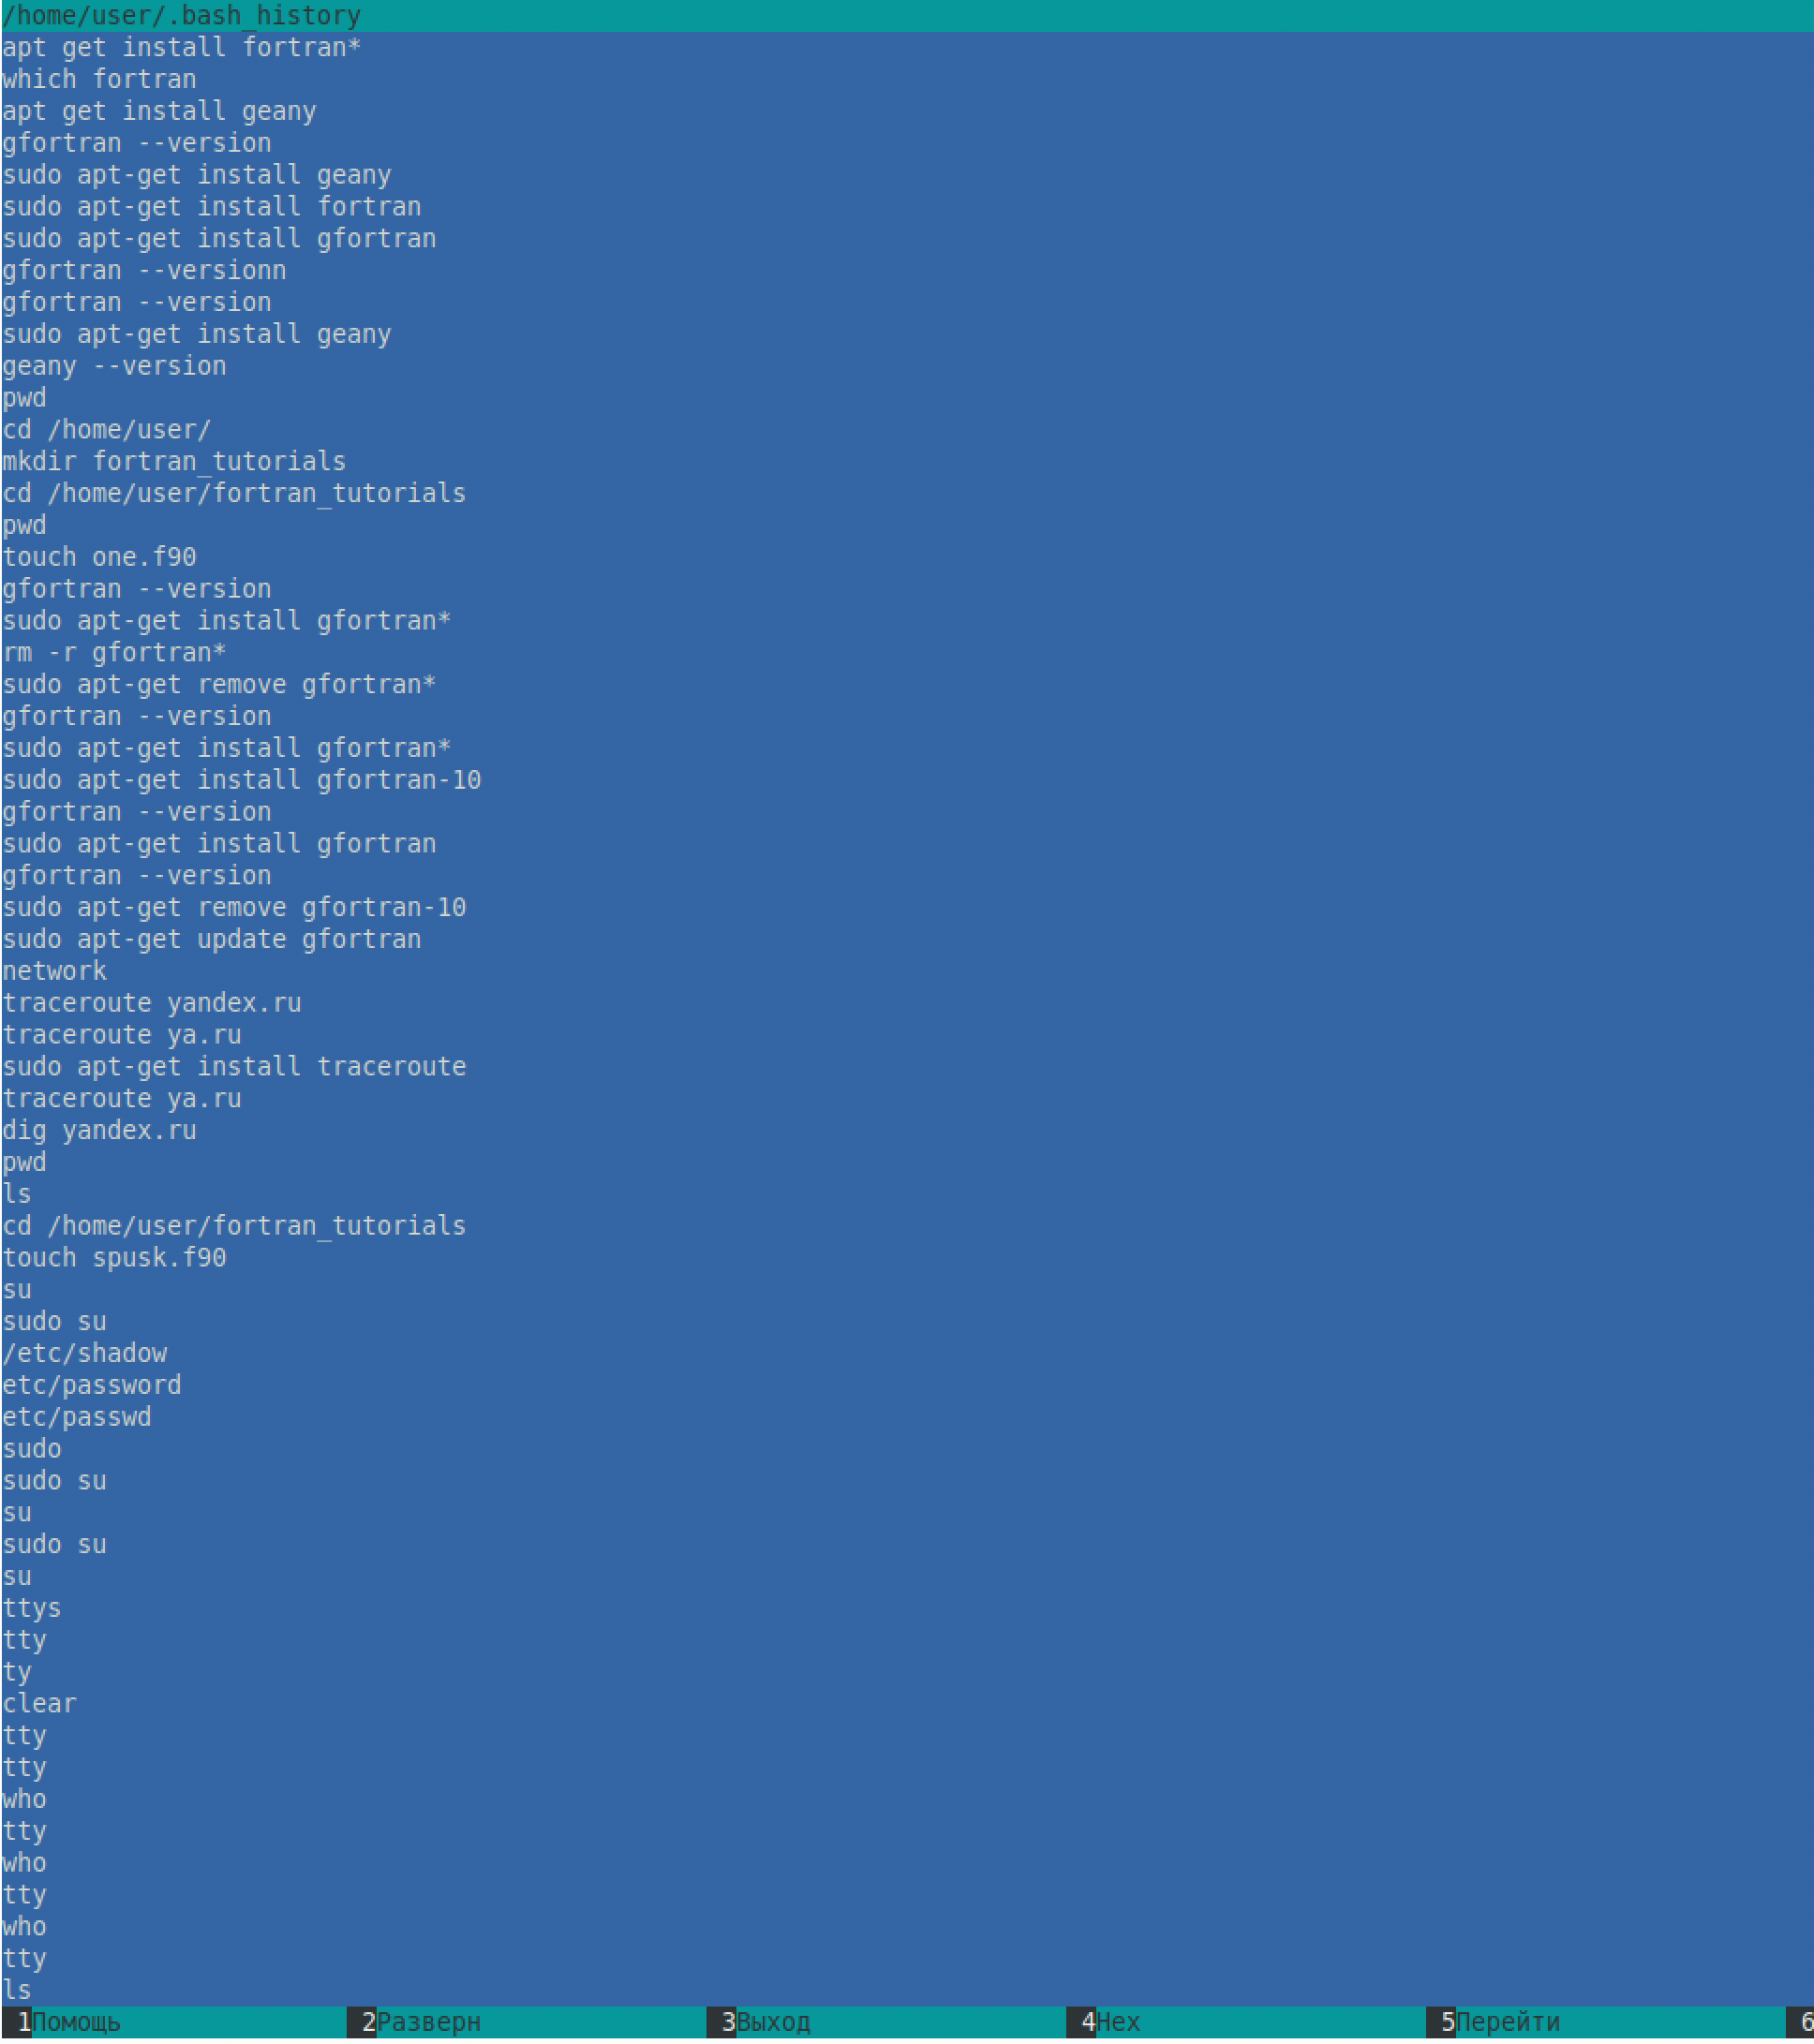 /home/user/.bash_history
apt get install fortran*
which fortran
apt get install geany
gfortran --version
sudo apt-get install geany
sudo apt-get install fortran
sudo apt-get install gfortran
gfortran --versionn
gfortran --version
sudo apt-get install geany
geany --version
pwd
cd /home/user/
mkdir fortran_tutorials
cd /home/user/fortran_tutorials
pwd
touch one.f90
gfortran --version
sudo apt-get install gfortran*
rm -r gfortran*
sudo apt-get remove gfortran*
gfortran --version
sudo apt-get install gfortran*
sudo apt-get install gfortran-10
gfortran --version
sudo apt-get install gfortran
gfortran --version
sudo apt-get remove gfortran-10
sudo apt-get update gfortran
network
traceroute yandex.ru
traceroute ya.ru
sudo apt-get install traceroute
traceroute ya.ru
dig yandex.ru
pwd
ls
cd /home/user/fortran_tutorials
touch spusk.f90
su
sudo su
/etc/shadow
etc/password
etc/passwd
sudo
sudo su
su
sudo su
su
ttys
tty
ty
clear
tty
tty
who
tty
who
tty
who
tty
ls
1Помощь 2Разверн 3Выход 4Hex 5Перейти 6